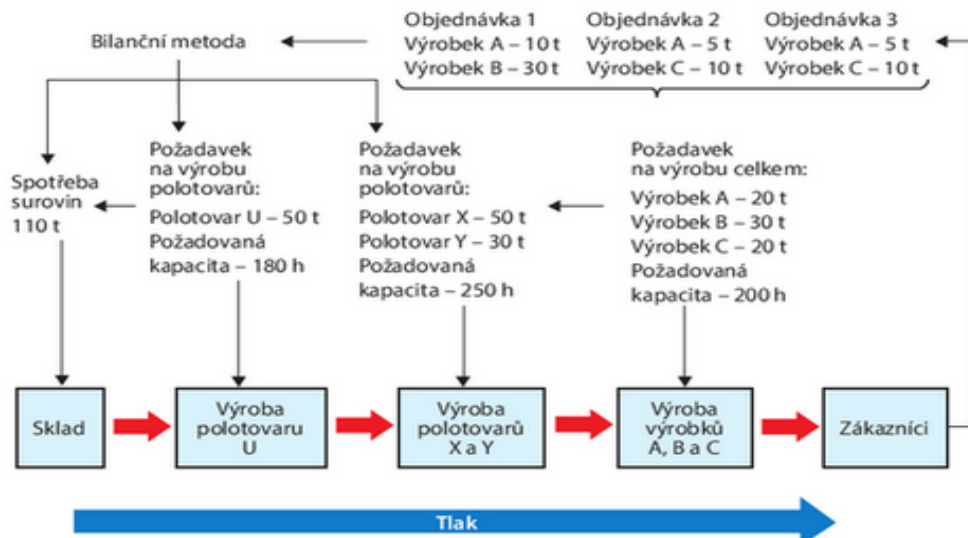 Bilanční metoda
Objednávka 1
Výrobek A – 10 t
Výrobek B – 30 t
Objednávka 2
Výrobek A – 5 t
Výrobek C – 10 t
Objednávka 3
Výrobek A – 5 t
Výrobek C – 10 t
Spotřeba
surovin
110 t
Požadavek
na výrobu
polotovarů:
Polotovar U – 50 t
Požadovaná
kapacita – 180 h
Požadavek
na výrobu
polotovarů:
Polotovar X – 50 t
Polotovar Y – 30 t
Požadovaná
kapacita – 250 h
Požadavek
na výrobu celkem:
Výrobek A – 20 t
Výrobek B – 30 t
Výrobek C – 20 t
Požadovaná
kapacita – 200 h
Sklad
Výroba
polotovaru
U
Výroba
polotovarů
X a Y
Výroba
výrobků
A, B a C
Zákazníci
Tlak